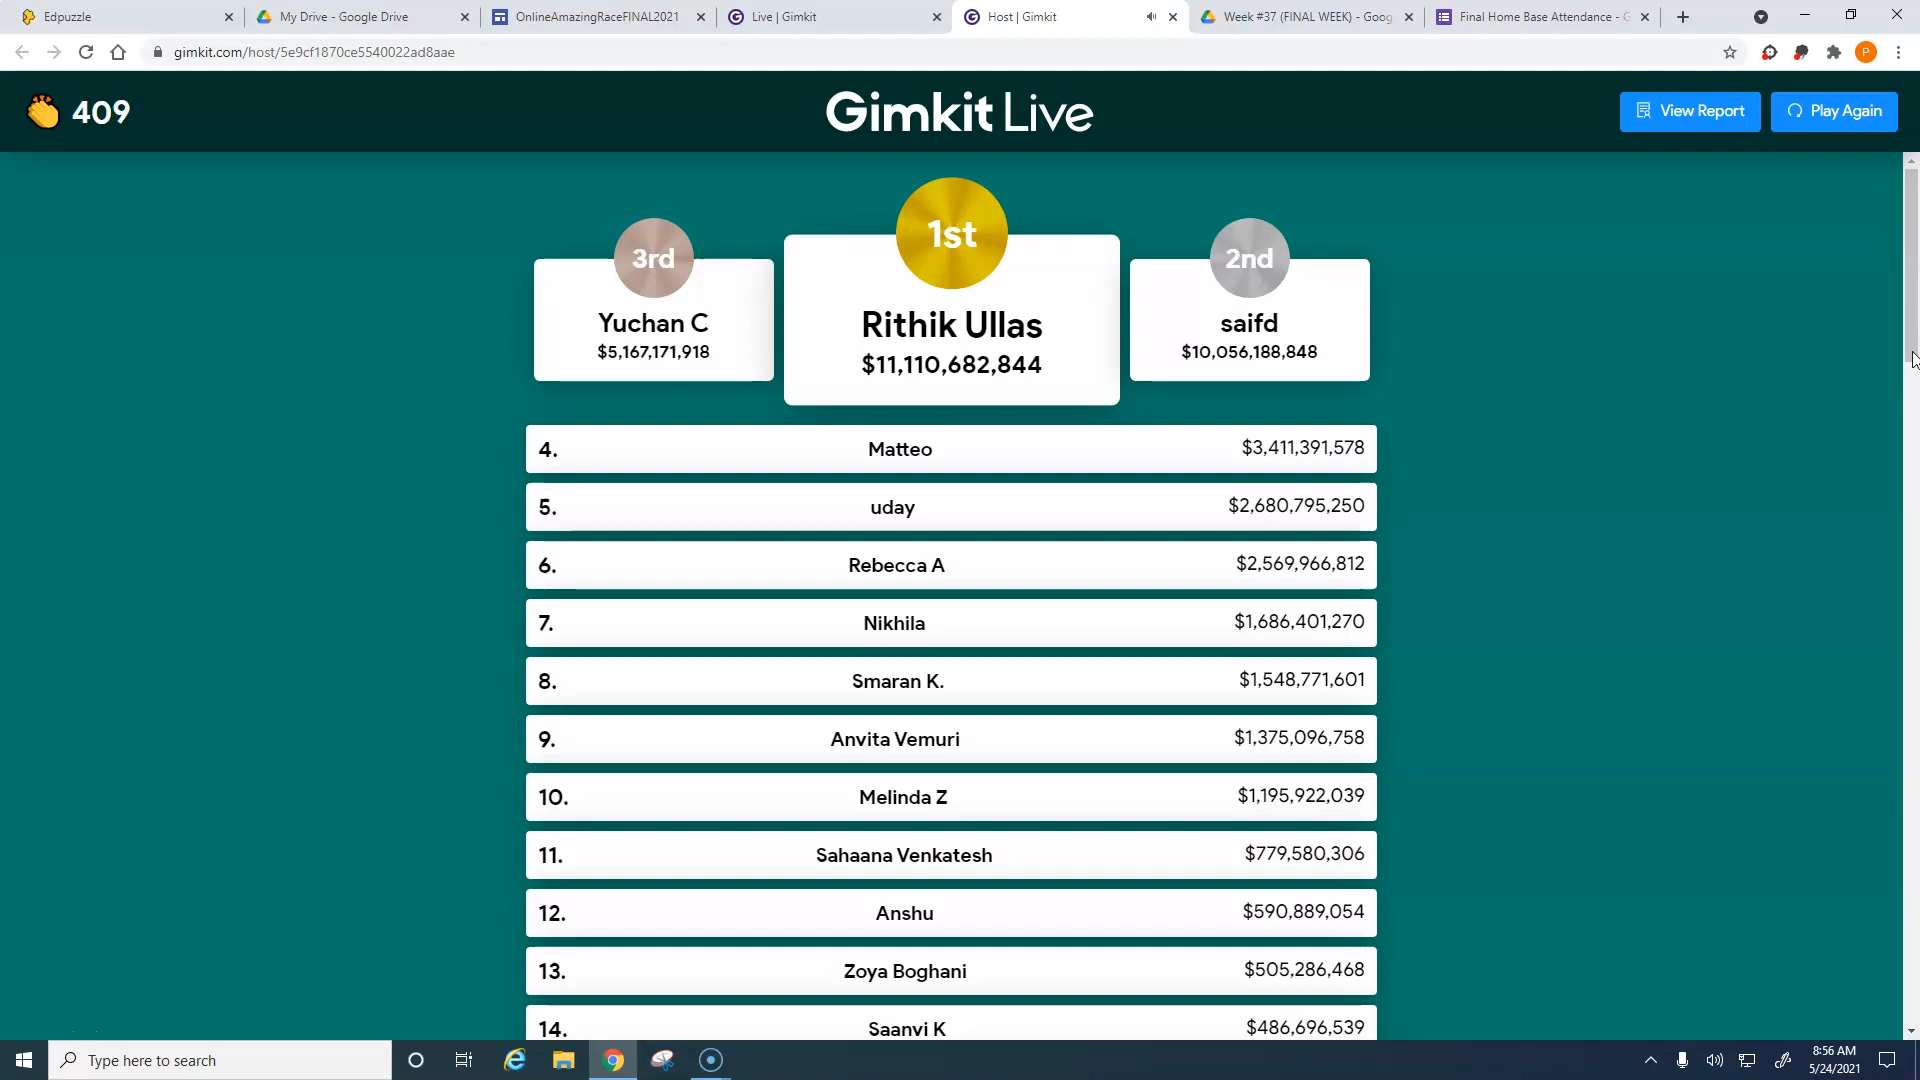 Edpuzzle
My Drive - Google Drive
OnlineAmazingRaceFINAL2021
Live | Gimkit
Host | Gimkit
Week #37 (FINAL WEEK) - Goog
Final Home Base Attendance - G
gimkit.com/host/5e9cf1870ce5540022ad8aae
P
409
Gimkit Live
View Report
Play Again
3rd
Yuchan C
$5,167,171,918
1st
Rithik Ullas
$11,110,682,844
2nd
saifd
$10,056,188,848
4. Matteo $3,411,391,578
5. uday $2,680,795,250
6. Rebecca A $2,569,966,812
7. Nikhila $1,686,401,270
8. Smaran K. $1,548,771,601
9. Anvita Vemuri $1,375,096,758
10. Melinda Z $1,195,922,039
11. Sahaana Venkatesh $779,580,306
12. Anshu $590,889,054
13. Zoya Boghani $505,286,468
14. Saanvi K $486,696,539
Type here to search
8:56 AM
5/24/2021